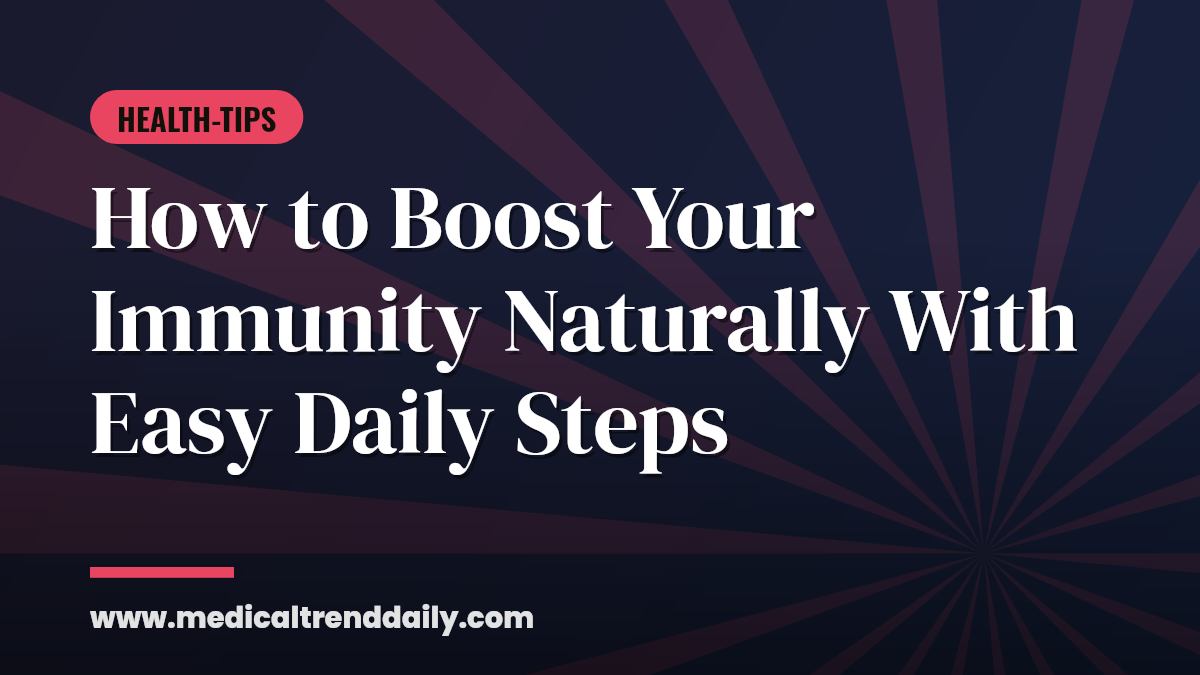 HEALTH-TIPS
How to Boost Your
Immunity Naturally With
Easy Daily Steps
www.medicaltrenddaily.com